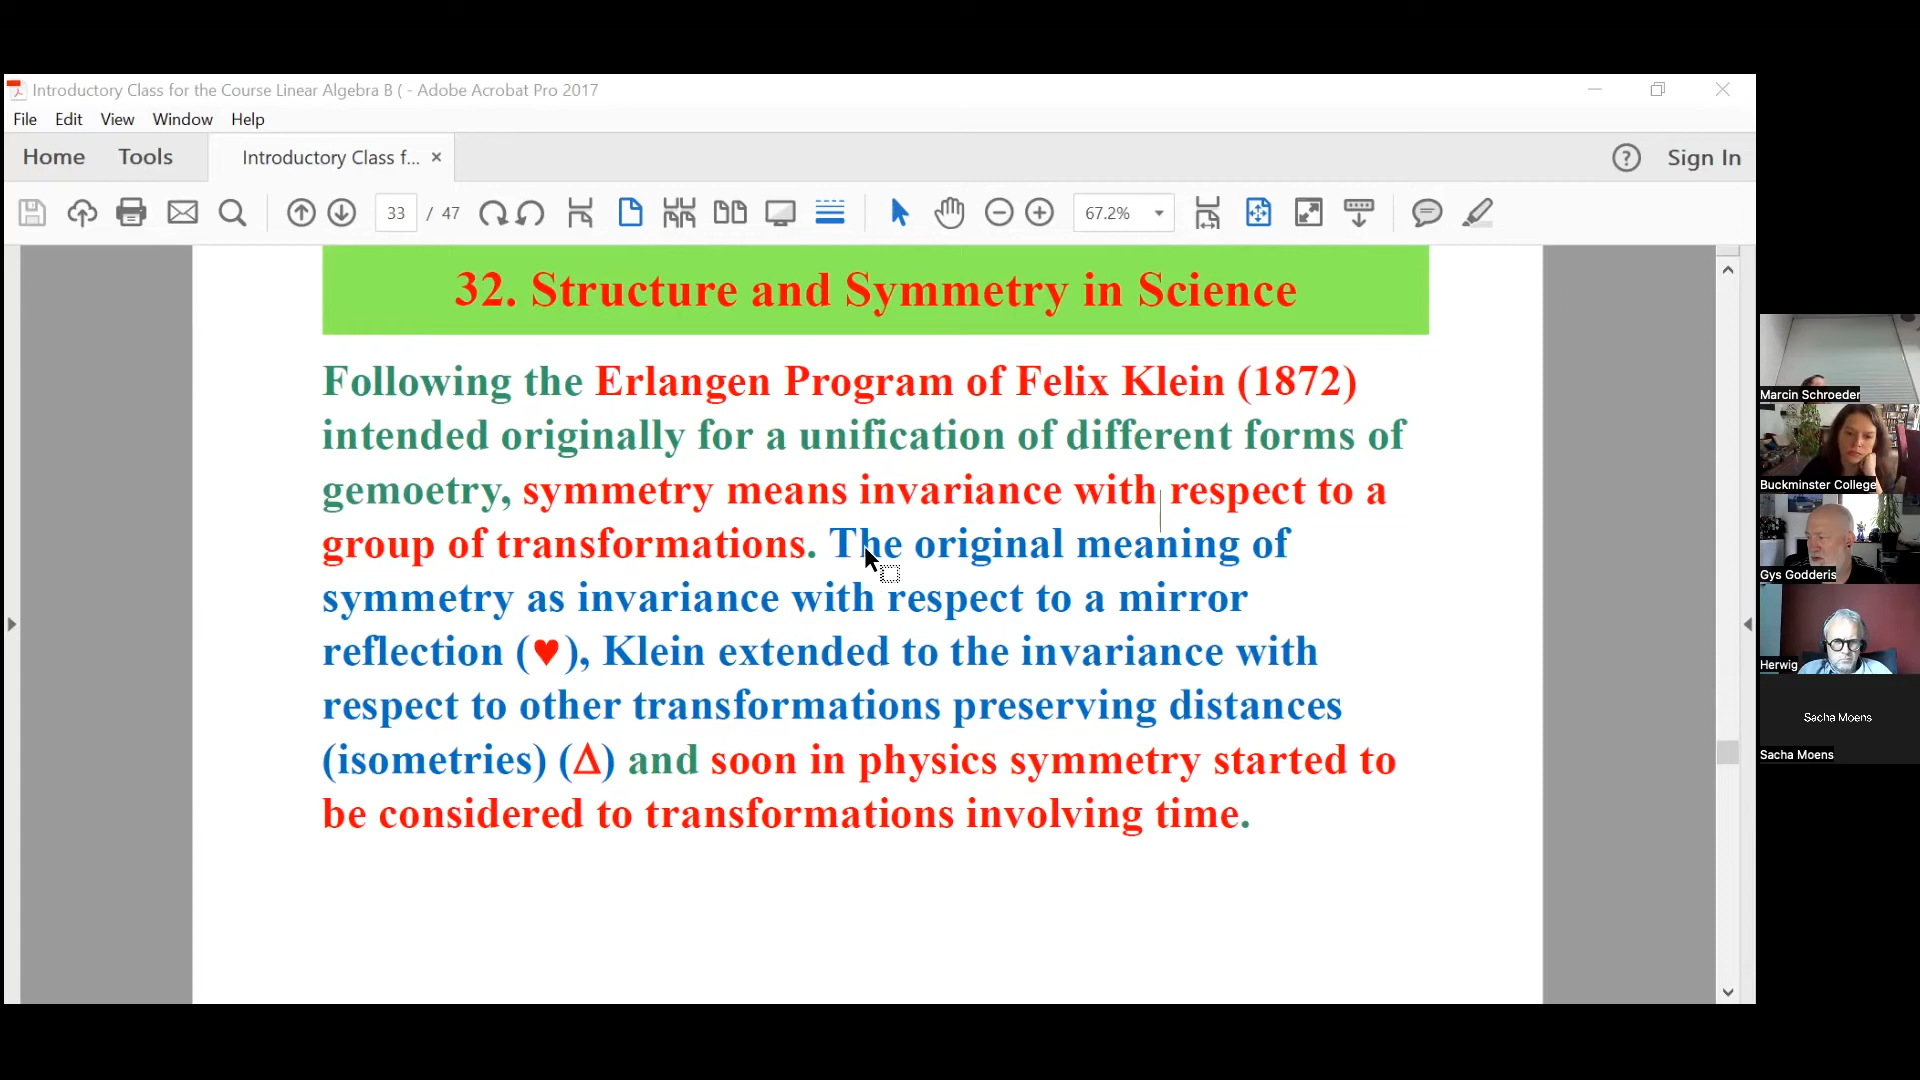 Introductory Class for the Course Linear Algebra B ( - Adobe Acrobat Pro 2017
File Edit View Window Help
Home Tools Introductory Class f... × Sign In
33 / 47 67.2%
32. Structure and Symmetry in Science
Following the Erlangen Program of Felix Klein (1872)
intended originally for a unification of different forms of
gemoetry, symmetry means invariance with respect to a
group of transformations. The original meaning of
symmetry as invariance with respect to a mirror
reflection (♥), Klein extended to the invariance with
respect to other transformations preserving distances
(isometries) (Δ) and soon in physics symmetry started to
be considered to transformations involving time.
Marcin Schroeder
Buckminster College
Gys Godderis
Herwig
Sacha Moens
Sacha Moens